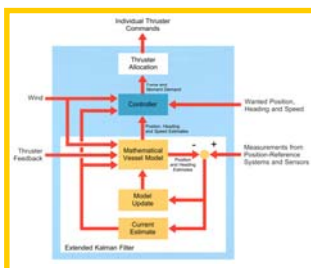 Individual Thruster
Commands
Thruster
Allocation
Force and
Moment Demand
Wind
Controller
Wanted Position,
Heading and Speed
Position, Heading
and Speed Estimates
Thruster
Feedback
Mathematical
Vessel Model
- +
Measurements from
Position-Reference
Systems and Sensors
Position
and Heading
Estimates
Model
Update
Current
Estimate
Extended Kalman Filter